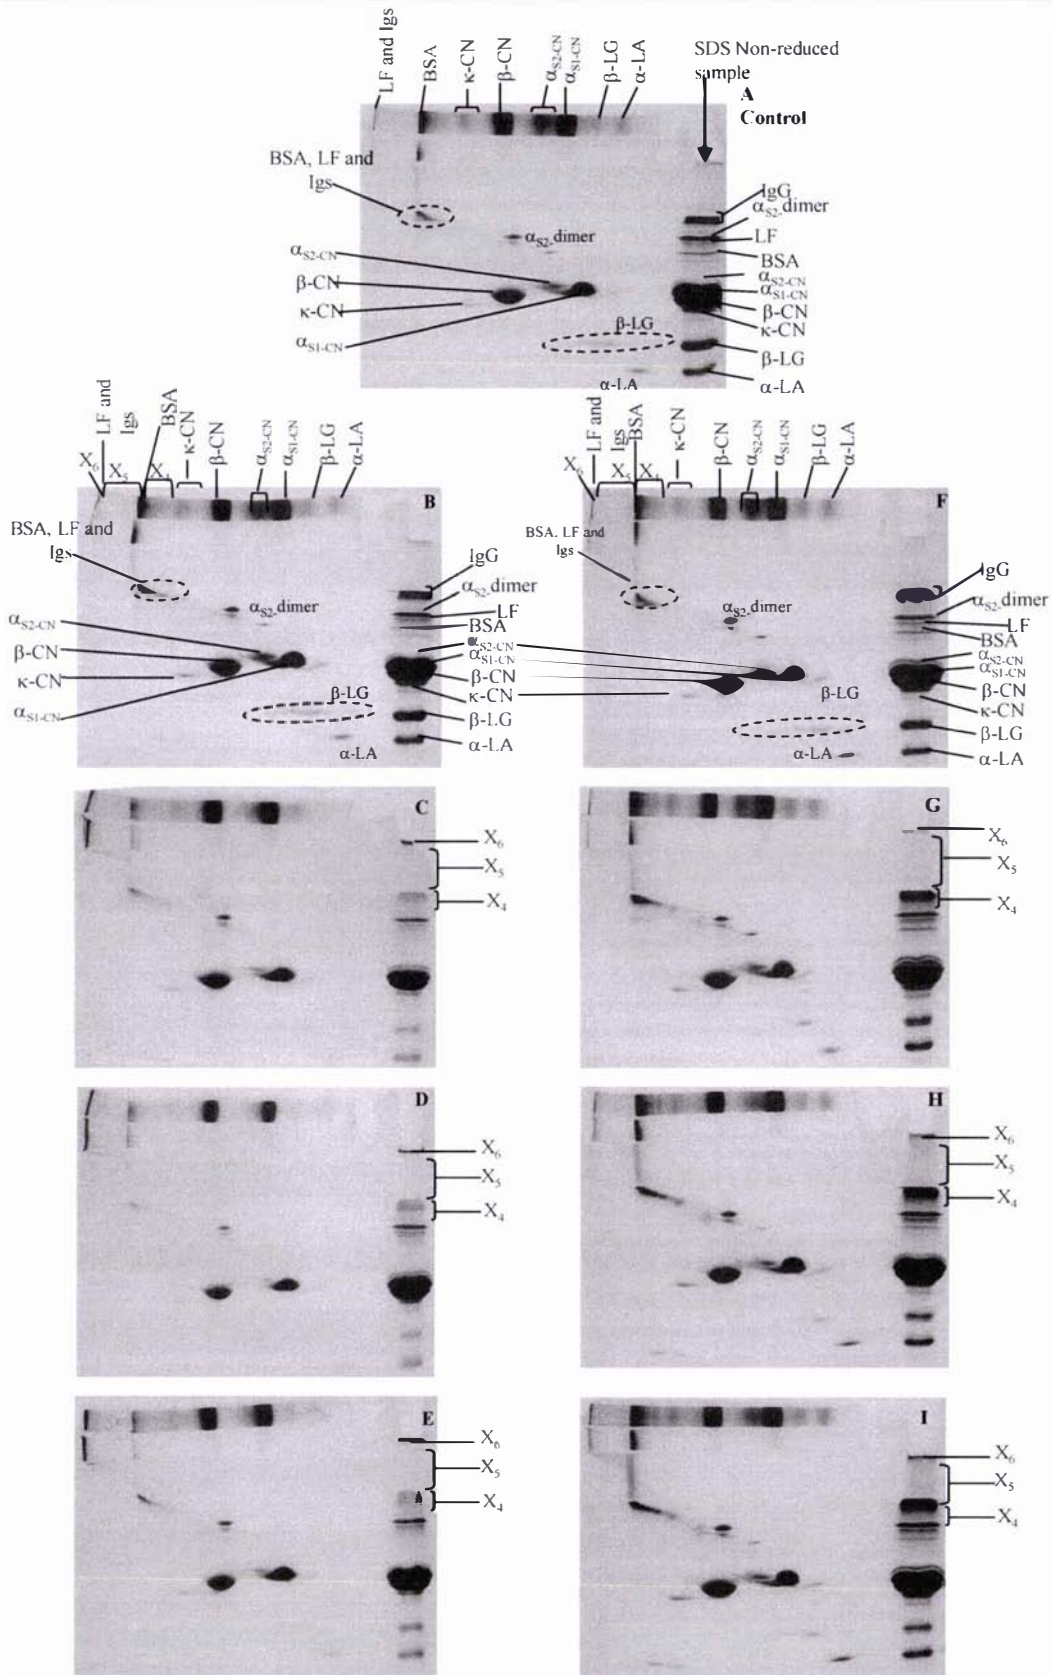 LF and Igs
BSA
κ-CN
β-CN
αS2-CN
αS1-CN
β-LG
α-LA
SDS Non-reduced
sample
A
Control
BSA, LF and
Igs
αS2-dimer
αS2-CN
β-CN
κ-CN
αS1-CN
β-LG
α-LA
IgG
αS2-dimer
LF
BSA
αS2-CN
αS1-CN
β-CN
κ-CN
β-LG
α-LA
X6
LF and
Igs
X5
BSA
X4
κ-CN
β-CN
αS2-CN
αS1-CN
β-LG
α-LA
B
BSA, LF and
Igs
αS2-dimer
αS2-CN
β-CN
κ-CN
αS1-CN
β-LG
α-LA
IgG
αS2-dimer
LF
BSA
αS2-CN
αS1-CN
β-CN
κ-CN
β-LG
α-LA
X6
LF and
Igs
X5
BSA
X4
κ-CN
β-CN
αS2-CN
αS1-CN
β-LG
α-LA
F
BSA, LF and
Igs
αS2-dimer
β-LG
α-LA
IgG
αS2-dimer
LF
BSA
αS2-CN
αS1-CN
β-CN
κ-CN
β-LG
α-LA
C
X6
X5
X4
G
X6
X5
X4
D
X6
X5
X4
H
X6
X5
X4
E
X6
X5
X4
I
X6
X5
X4